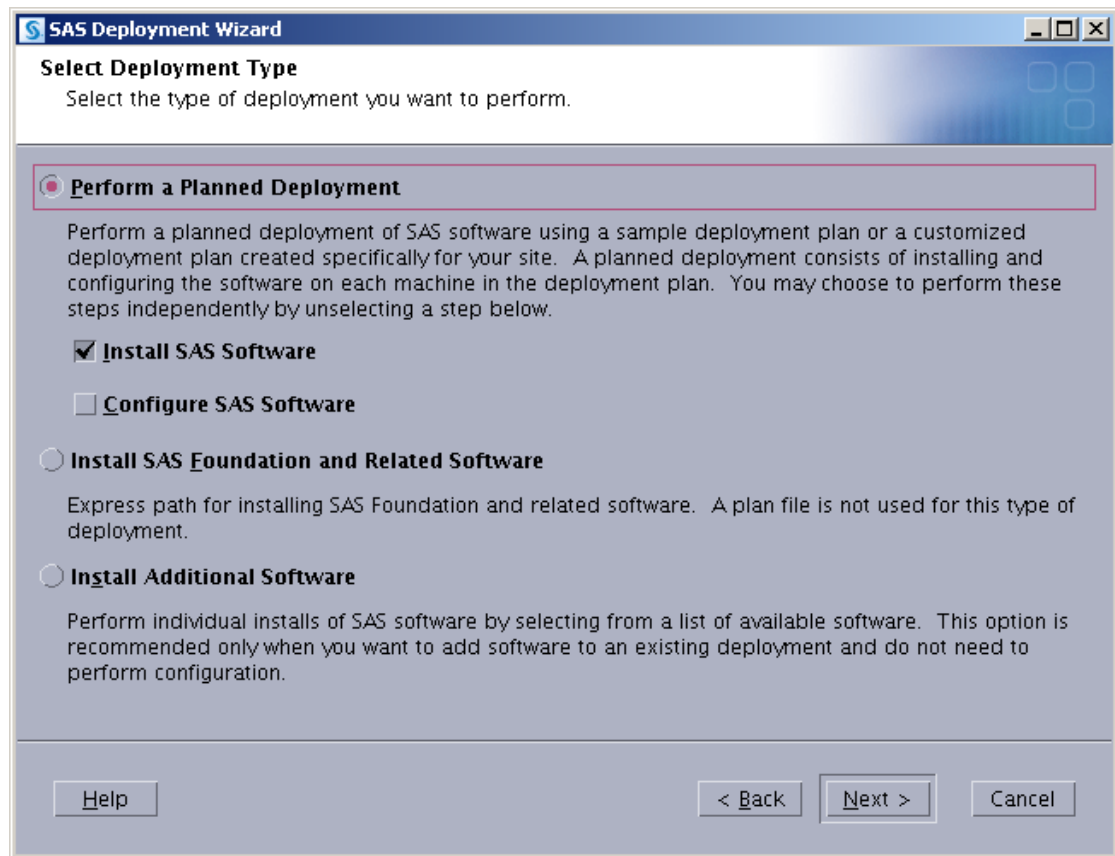 SAS Deployment Wizard
Select Deployment Type
Select the type of deployment you want to perform.
Perform a Planned Deployment
Perform a planned deployment of SAS software using a sample deployment plan or a customized
deployment plan created specifically for your site.  A planned deployment consists of installing and
configuring the software on each machine in the deployment plan.  You may choose to perform these
steps independently by unselecting a step below.
Install SAS Software
Configure SAS Software
Install SAS Foundation and Related Software
Express path for installing SAS Foundation and related software.  A plan file is not used for this type of
deployment.
Install Additional Software
Perform individual installs of SAS software by selecting from a list of available software.  This option is
recommended only when you want to add software to an existing deployment and do not need to
perform configuration.
Help
< Back
Next >
Cancel